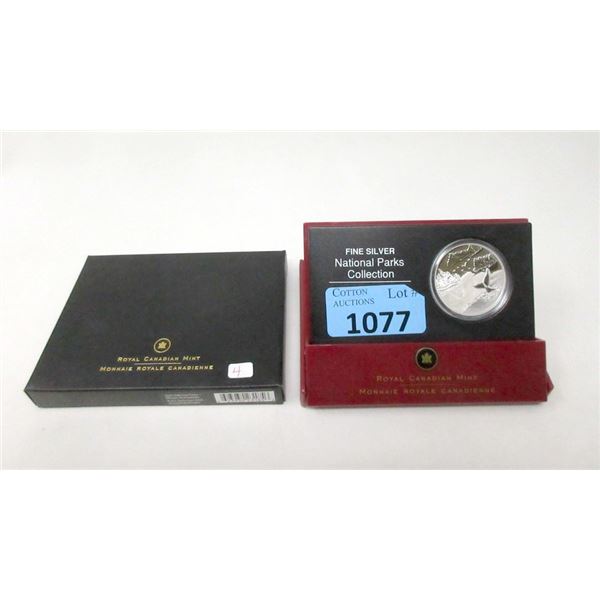 ROYAL CANADIAN MINT
MONNAIE ROYALE CANADIENNE
4
FINE SILVER
National Parks
Collection
COTTON
AUCTIONS
Lot #
1077
ROYAL CANADIAN MINT
MONNAIE ROYALE CANADIENNE